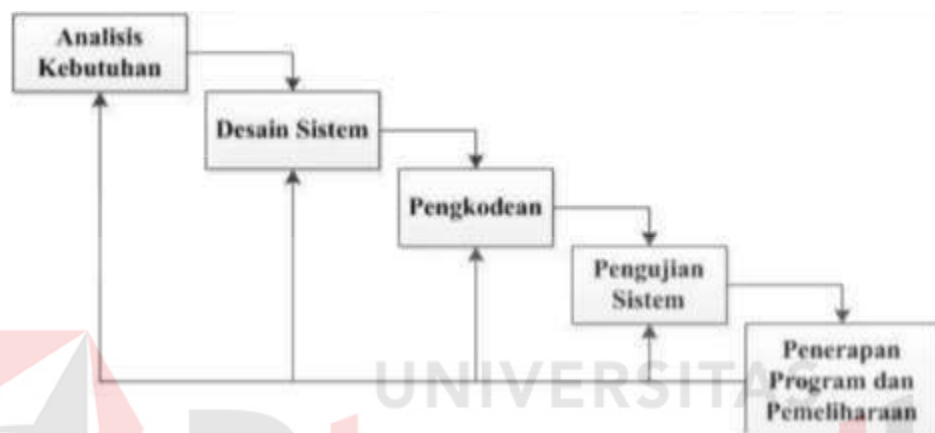 Analisis
Kebutuhan
Desain Sistem
Pengkodean
Pengujian
Sistem
Penerapan
Program dan
Pemeliharaan
UNIVERSITAS